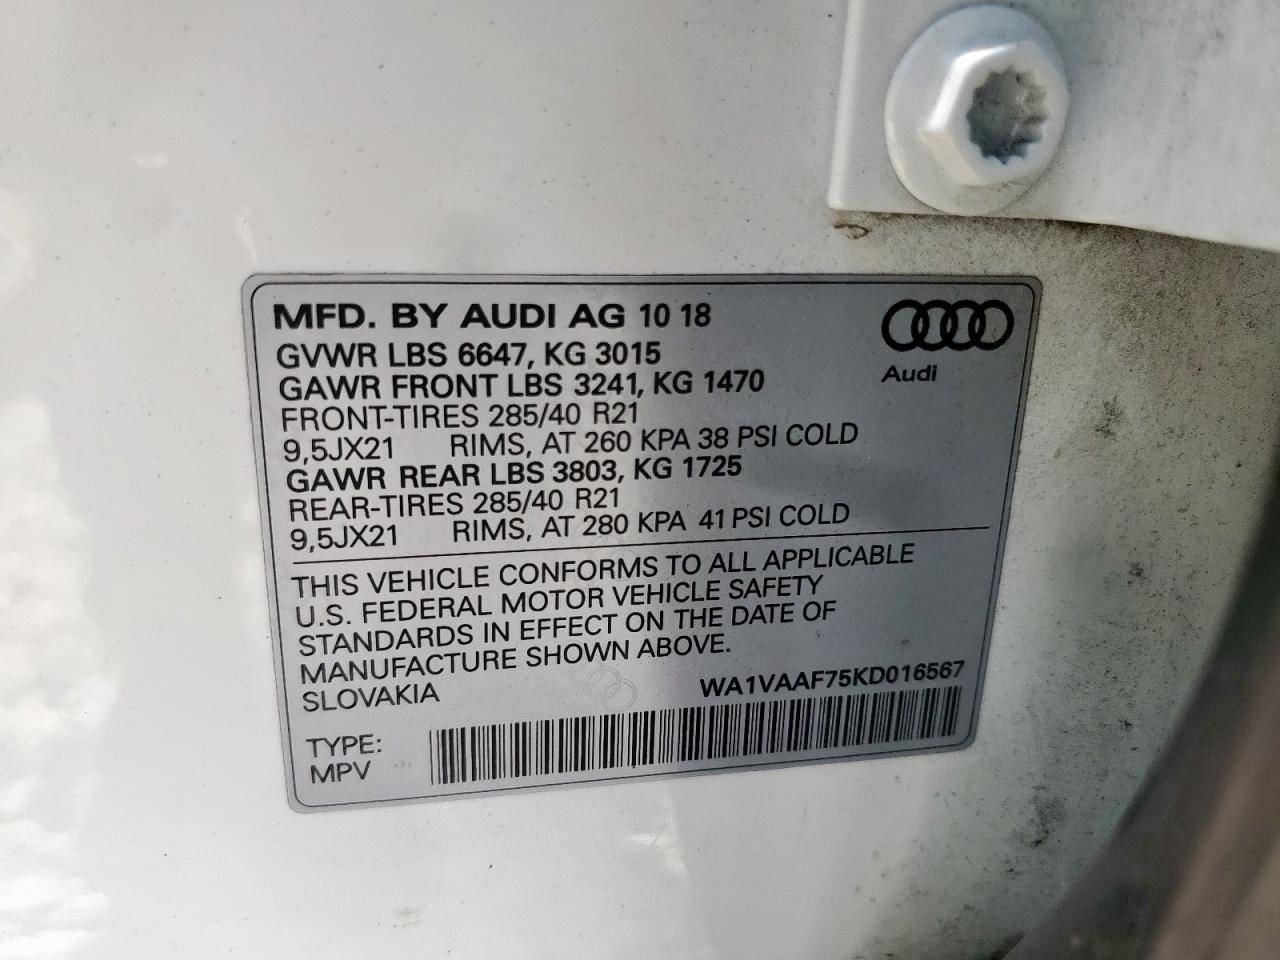 MFD. BY AUDI AG 10 18
GVWR LBS 6647, KG 3015
GAWR FRONT LBS 3241, KG 1470
FRONT-TIRES 285/40 R21
9,5JX21 RIMS, AT 260 KPA 38 PSI COLD
GAWR REAR LBS 3803, KG 1725
REAR-TIRES 285/40 R21
9,5JX21 RIMS, AT 280 KPA 41 PSI COLD
Audi
THIS VEHICLE CONFORMS TO ALL APPLICABLE
U.S. FEDERAL MOTOR VEHICLE SAFETY
STANDARDS IN EFFECT ON THE DATE OF
MANUFACTURE SHOWN ABOVE.
SLOVAKIA
WA1VAAF75KD016567
TYPE:
MPV